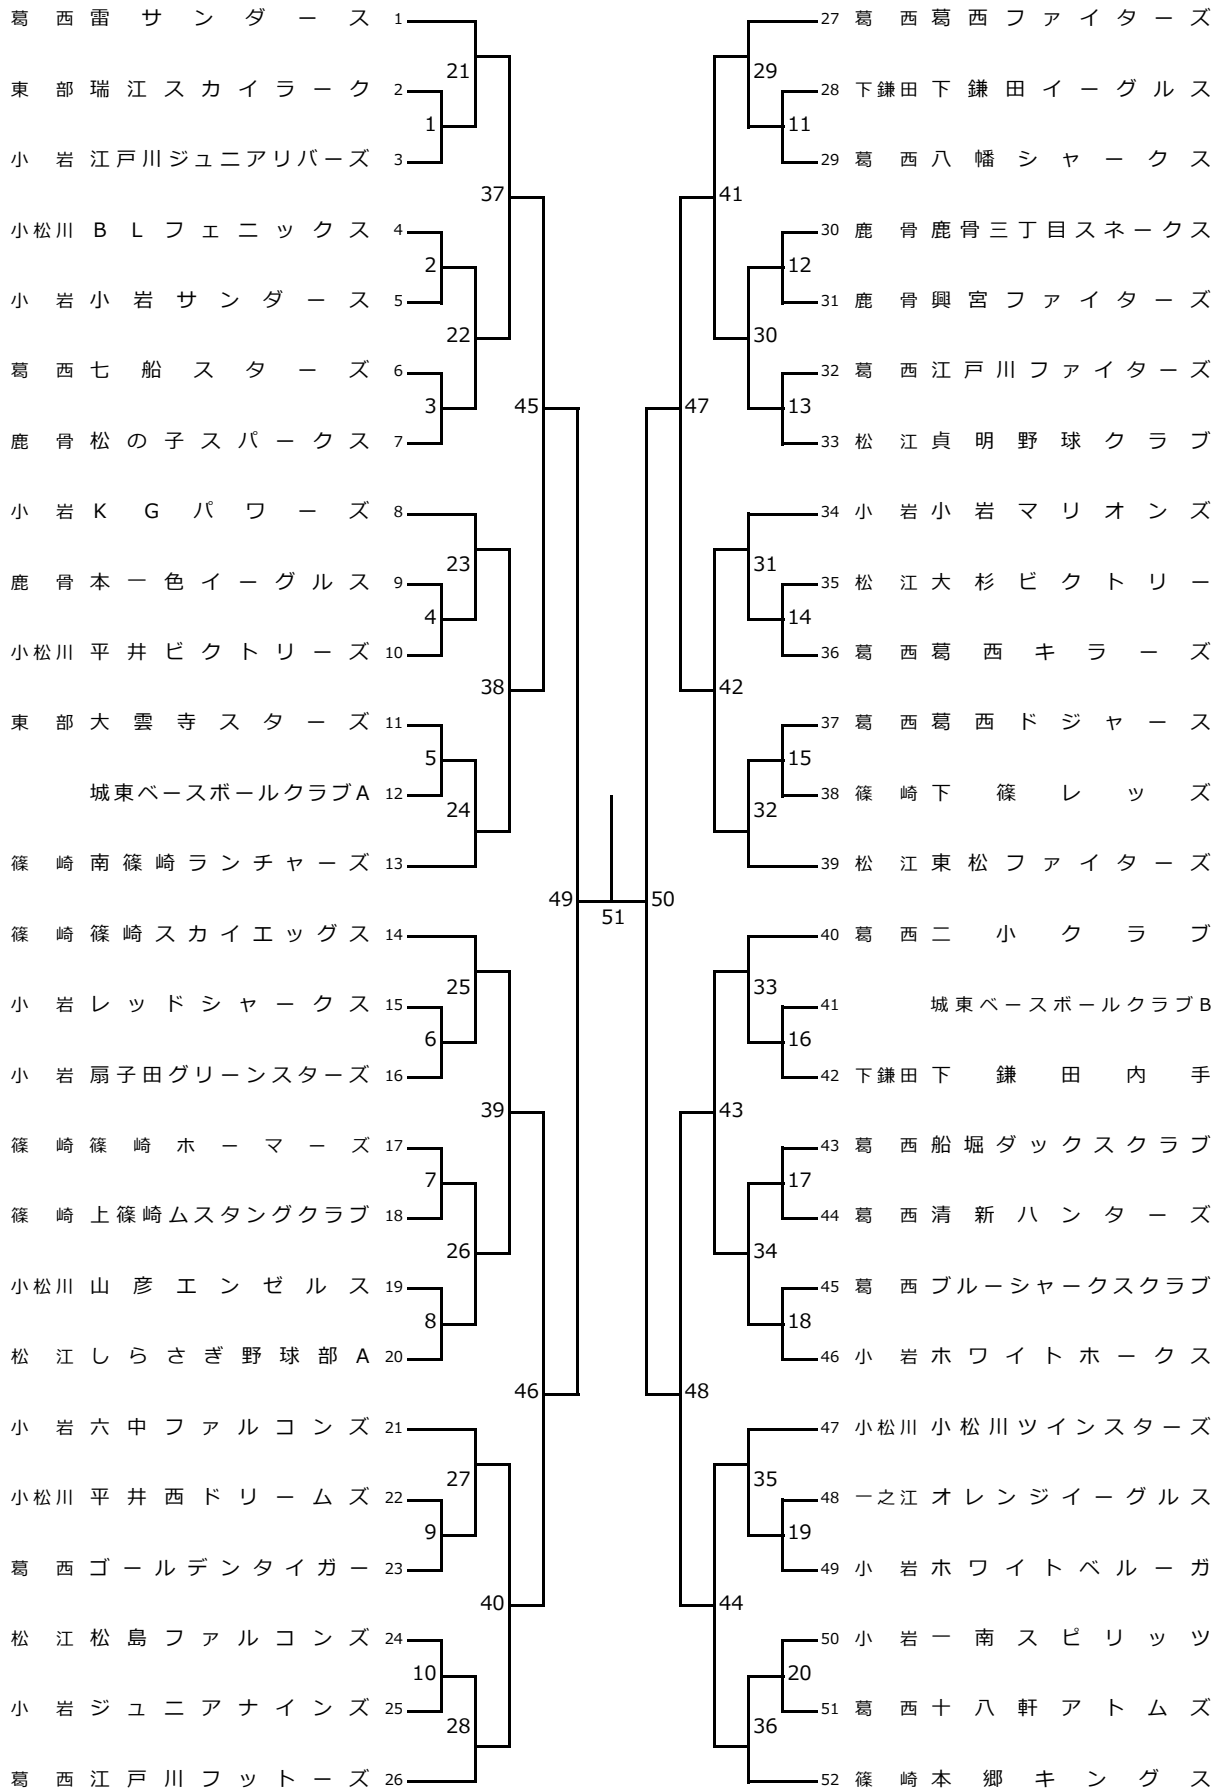 葛西 雷サンダース 1
21
東部 瑞江スカイラーク 2
1
小岩 江戸川ジュニアリバーズ 3
37
小松川 BLフェニックス 4
2
小岩 小岩サンダース 5
22
葛西 七船スターズ 6
3
45
鹿骨 松の子スパークス 7
小岩 KGパワーズ 8
23
鹿骨 本一色イーグルス 9
4
小松川 平井ビクトリーズ 10
38
東部 大雲寺スターズ 11
5
城東ベースボールクラブA 12
24
篠崎 南篠崎ランチャーズ 13
49
51
篠崎 篠崎スカイエッグス 14
25
小岩 レッドシャークス 15
6
小岩 扇子田グリーンスターズ 16
39
篠崎 篠崎ホーマーズ 17
7
篠崎 上篠崎ムスタングクラブ 18
26
小松川 山彦エンゼルス 19
8
松江 しらさぎ野球部A 20
46
小岩 六中ファルコンズ 21
27
小松川 平井西ドリームズ 22
9
葛西 ゴールデンタイガー 23
40
松江 松島ファルコンズ 24
10
小岩 ジュニアナインズ 25
28
葛西 江戸川フットーズ 26
27 葛西 葛西ファイターズ
29
28 下鎌田 下鎌田イーグルス
11
29 葛西 八幡シャークス
41
30 鹿骨 鹿骨三丁目スネークス
12
31 鹿骨 興宮ファイターズ
30
32 葛西 江戸川ファイターズ
47
13
33 松江 貞明野球クラブ
34 小岩 小岩マリオンズ
31
35 松江 大杉ビクトリー
14
36 葛西 葛西キラーズ
42
37 葛西 葛西ドジャース
15
38 篠崎 下篠レッズ
32
39 松江 東松ファイターズ
50
40 葛西 二小クラブ
33
41 城東ベースボールクラブB
16
42 下鎌田 下鎌田内手
43
43 葛西 船堀ダックスクラブ
17
44 葛西 清新ハンターズ
34
45 葛西 ブルーシャークスクラブ
18
46 小岩 ホワイトホークス
48
47 小松川 小松川ツインスターズ
35
48 一之江 オレンジイーグルス
19
49 小岩 ホワイトベルーガ
44
50 小岩 一南スピリッツ
20
51 葛西 十八軒アトムズ
36
52 篠崎 本郷キングス